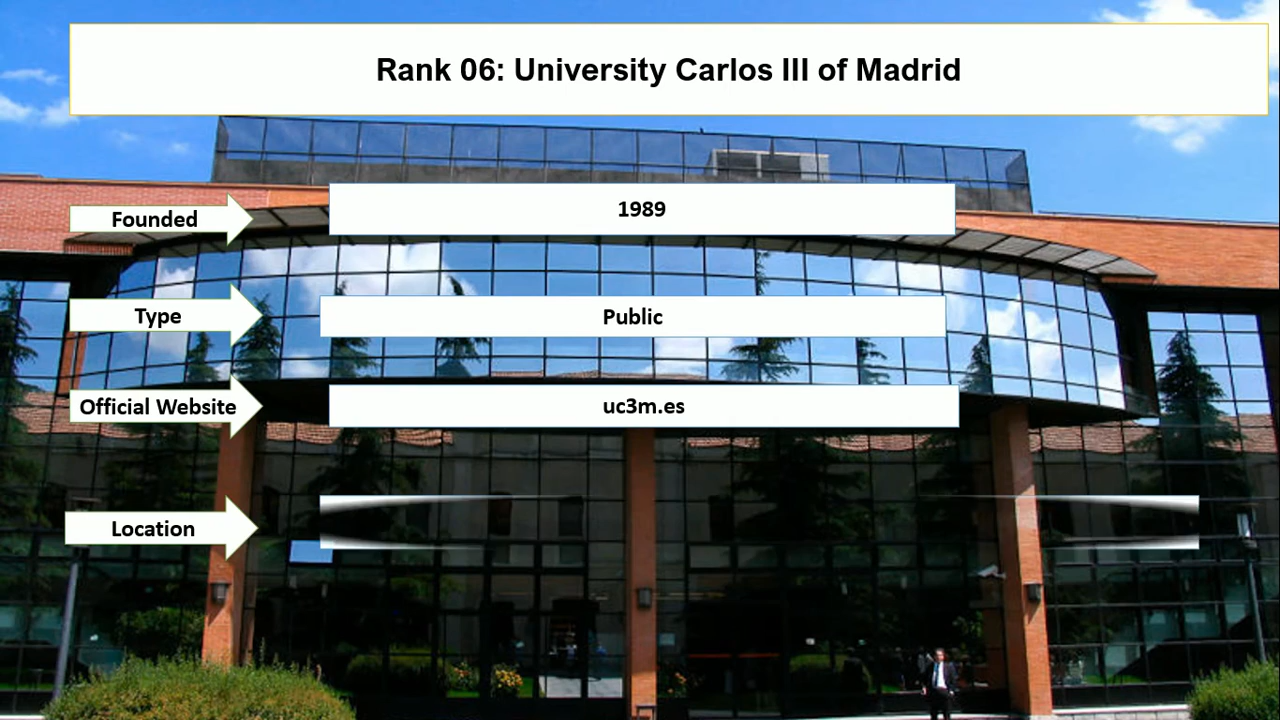 Rank 06: University Carlos III of Madrid
Founded
1989
Type
Public
Official Website
uc3m.es
Location